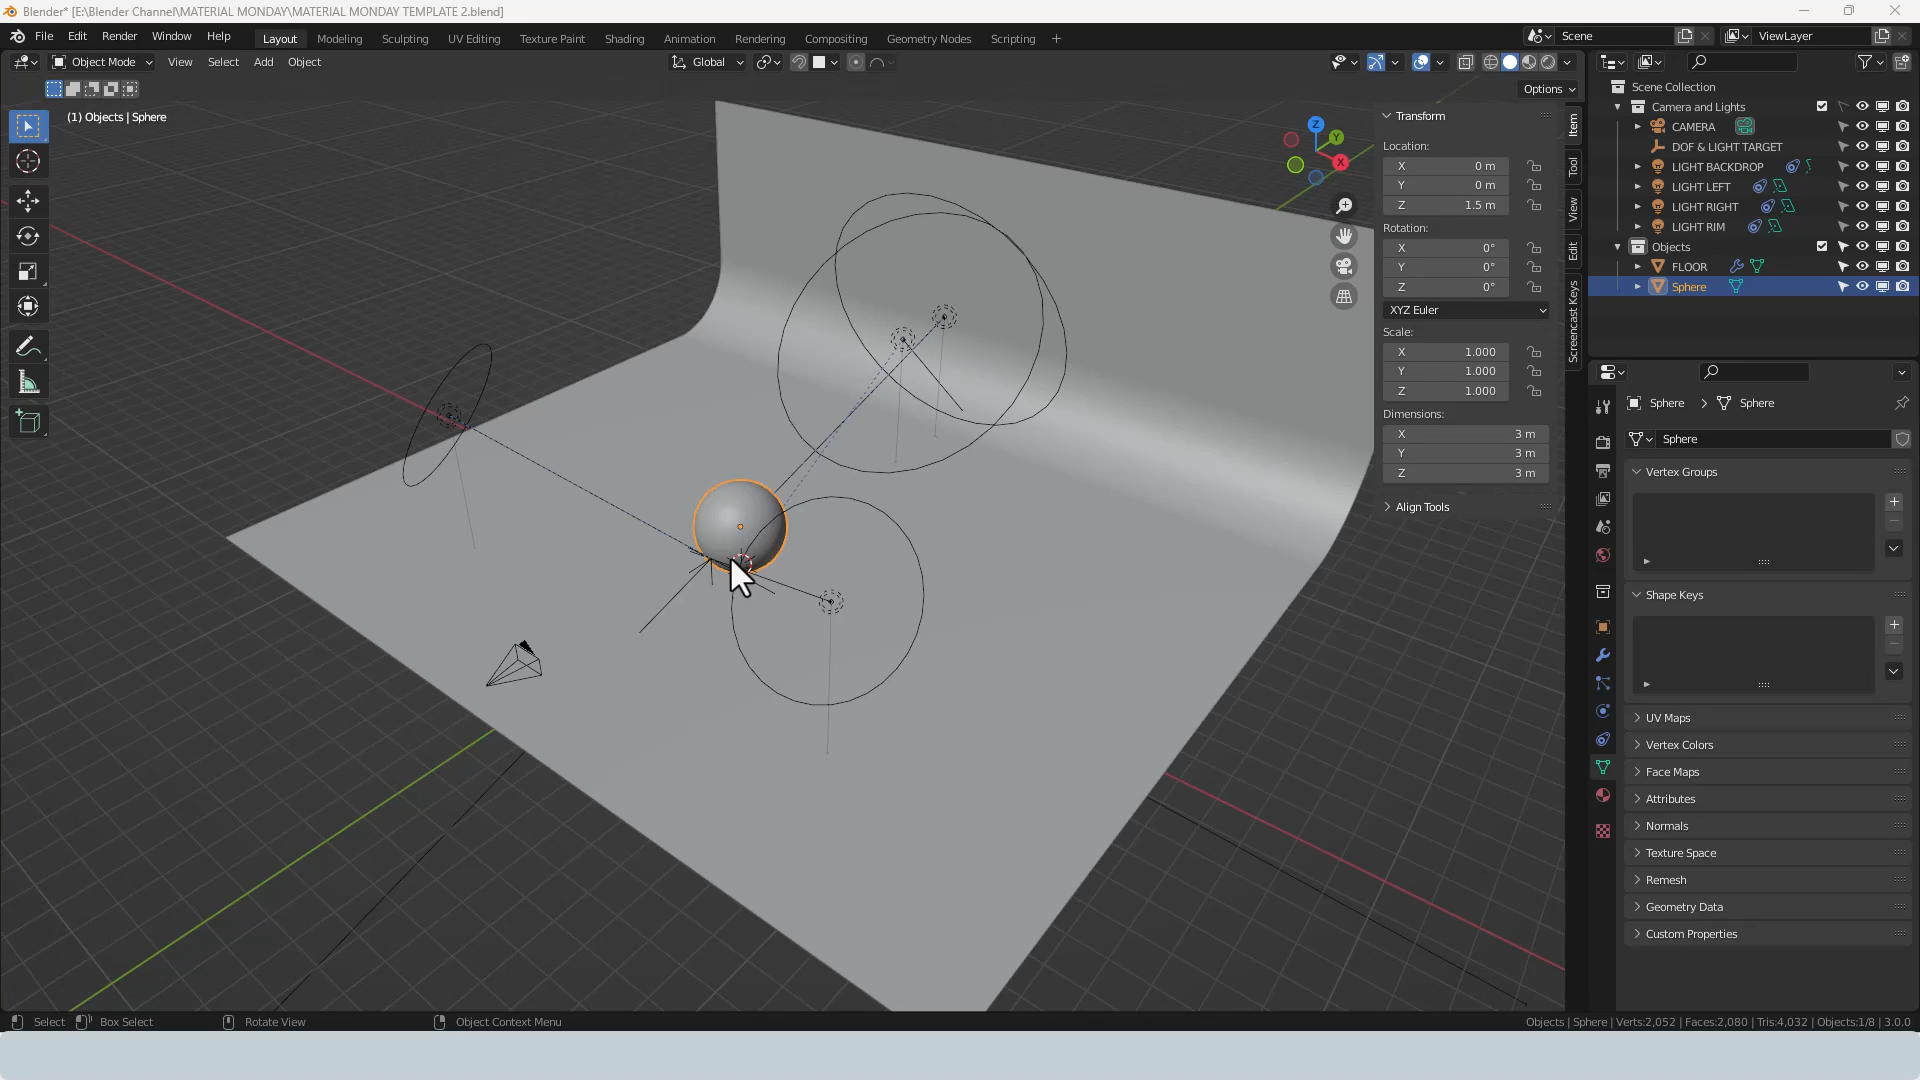 Blender* [E:\Blender Channel\MATERIAL MONDAY\MATERIAL MONDAY TEMPLATE 2.blend]
File Edit Render Window Help Layout Modeling Sculpting UV Editing Texture Paint Shading Animation Rendering Compositing Geometry Nodes Scripting + Scene ViewLayer
Object Mode View Select Add Object Global
Options
(1) Objects | Sphere
Z
Y
X
Transform
Location:
X 0 m
Y 0 m
Z 1.5 m
Rotation:
X 0°
Y 0°
Z 0°
XYZ Euler
Scale:
X 1.000
Y 1.000
Z 1.000
Dimensions:
X 3 m
Y 3 m
Z 3 m
Align Tools
Item
Tool
View
Edit
Screencast Keys
Scene Collection
Camera and Lights
CAMERA
DOF & LIGHT TARGET
LIGHT BACKDROP
LIGHT LEFT
LIGHT RIGHT
LIGHT RIM
Objects
FLOOR
Sphere
Sphere > Sphere
Sphere
Vertex Groups
Shape Keys
UV Maps
Vertex Colors
Face Maps
Attributes
Normals
Texture Space
Remesh
Geometry Data
Custom Properties
Select Box Select Rotate View Object Context Menu Objects | Sphere | Verts:2,052 | Faces:2,080 | Tris:4,032 | Objects:1/8 | 3.0.0